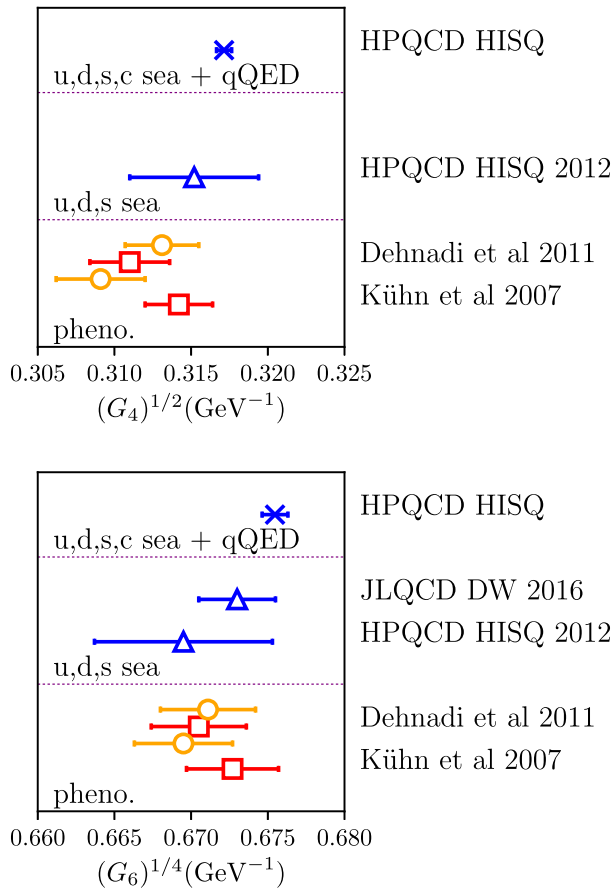 HPQCD HISQ
u,d,s,c sea + qQED
HPQCD HISQ 2012
u,d,s sea
Dehnadi et al 2011
Kühn et al 2007
pheno.
0.305 0.310 0.315 0.320 0.325
(G₄)^{1/2}(GeV⁻¹)
HPQCD HISQ
u,d,s,c sea + qQED
JLQCD DW 2016
HPQCD HISQ 2012
u,d,s sea
Dehnadi et al 2011
Kühn et al 2007
pheno.
0.660 0.665 0.670 0.675 0.680
(G₆)^{1/4}(GeV⁻¹)